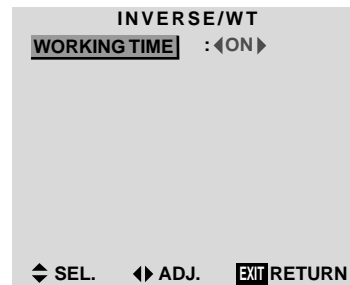 INVERSE/WT
WORKING TIME : ON
SEL. ADJ. EXIT RETURN